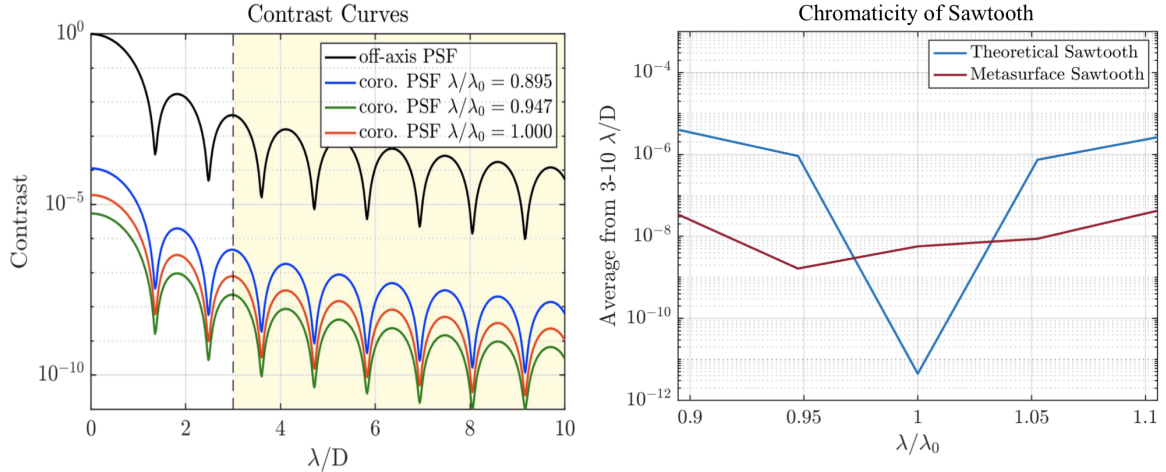 Contrast Curves
10^0
10^-5
10^-10
Contrast
off-axis PSF
coro. PSF λ/λ₀ = 0.895
coro. PSF λ/λ₀ = 0.947
coro. PSF λ/λ₀ = 1.000
0 2 4 6 8 10
λ/D
Chromaticity of Sawtooth
10^-4
10^-6
10^-8
10^-10
10^-12
Average from 3-10 λ/D
Theoretical Sawtooth
Metasurface Sawtooth
0.9 0.95 1 1.05 1.1
λ/λ₀